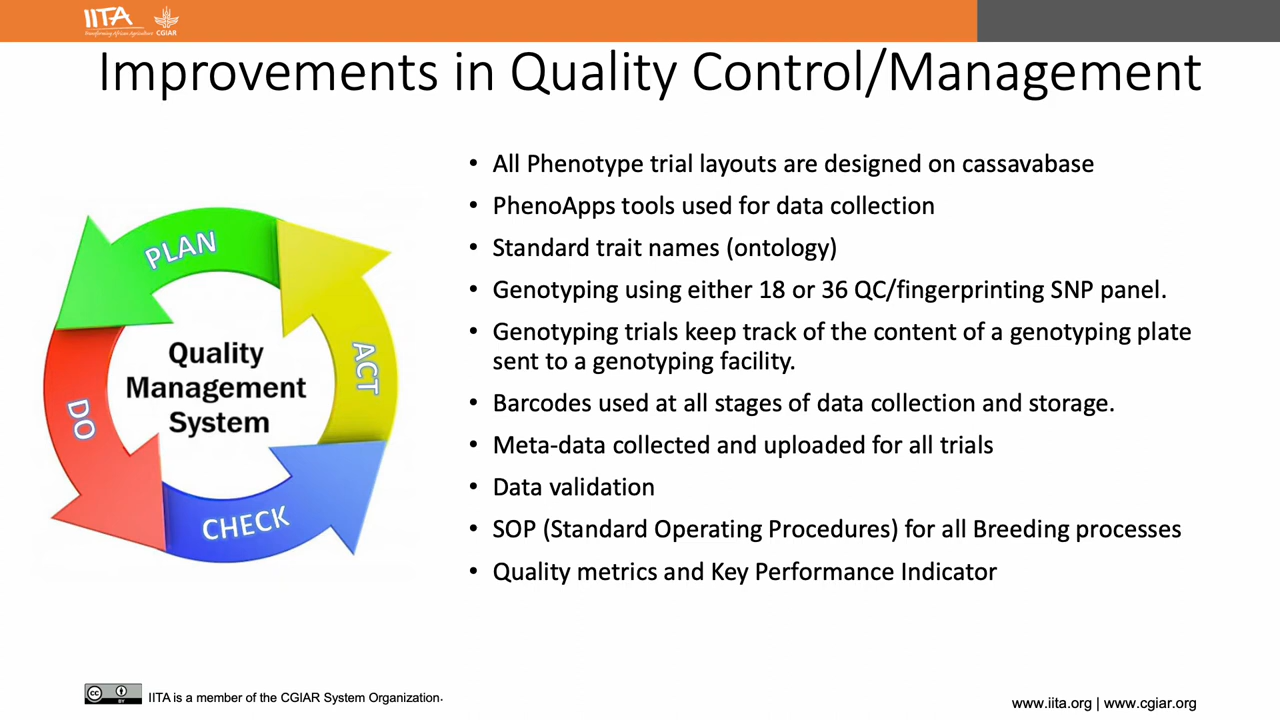 IITA
Transforming African Agriculture
CGIAR
Improvements in Quality Control/Management
PLAN
ACT
DO
CHECK
Quality
Management
System
• All Phenotype trial layouts are designed on cassavabase
• PhenoApps tools used for data collection
• Standard trait names (ontology)
• Genotyping using either 18 or 36 QC/fingerprinting SNP panel.
• Genotyping trials keep track of the content of a genotyping plate
sent to a genotyping facility.
• Barcodes used at all stages of data collection and storage.
• Meta-data collected and uploaded for all trials
• Data validation
• SOP (Standard Operating Procedures) for all Breeding processes
• Quality metrics and Key Performance Indicator
cc
BY
IITA is a member of the CGIAR System Organization.
www.iita.org | www.cgiar.org